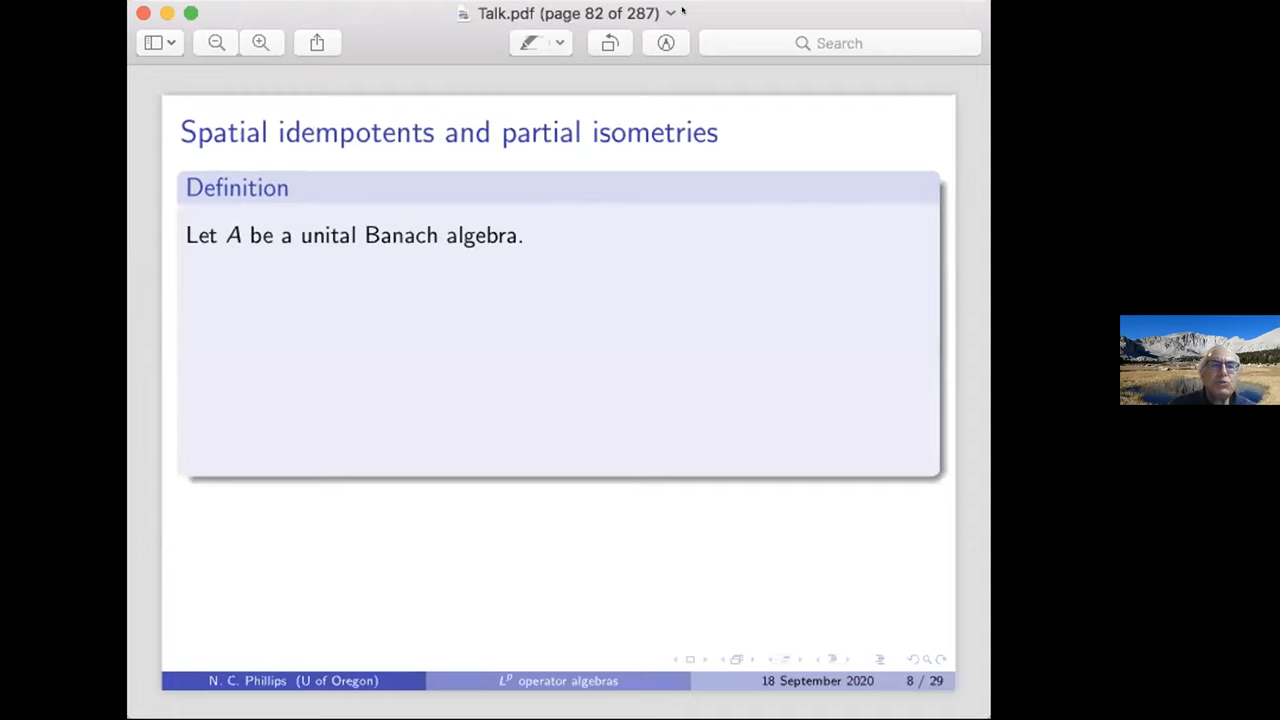 Talk.pdf (page 82 of 287)
Search
Spatial idempotents and partial isometries
Definition
Let A be a unital Banach algebra.
N. C. Phillips (U of Oregon)
L^p operator algebras
18 September 2020
8 / 29